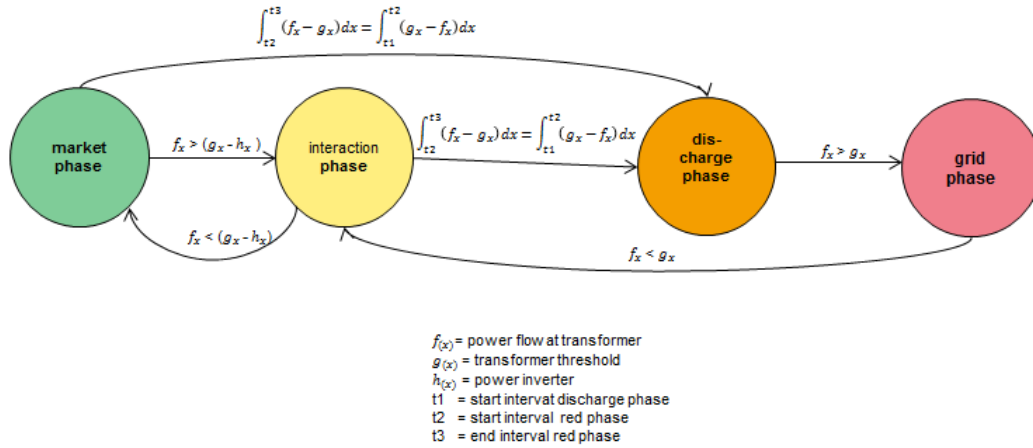 ∫_{t2}^{t3}(f_x − g_x)dx = ∫_{t1}^{t2}(g_x − f_x)dx
market
phase
f_x > (g_x - h_x )
interaction
phase
∫_{t2}^{t3}(f_x − g_x)dx = ∫_{t1}^{t2}(g_x − f_x)dx
dis-
charge
phase
f_x > g_x
grid
phase
f_x < (g_x - h_x)
f_x < g_x
f_(x) = power flow at transformer
g_(x) = transformer threshold
h_(x) = power inverter
t1 = start intervat discharge phase
t2 = start interval red phase
t3 = end interval red phase